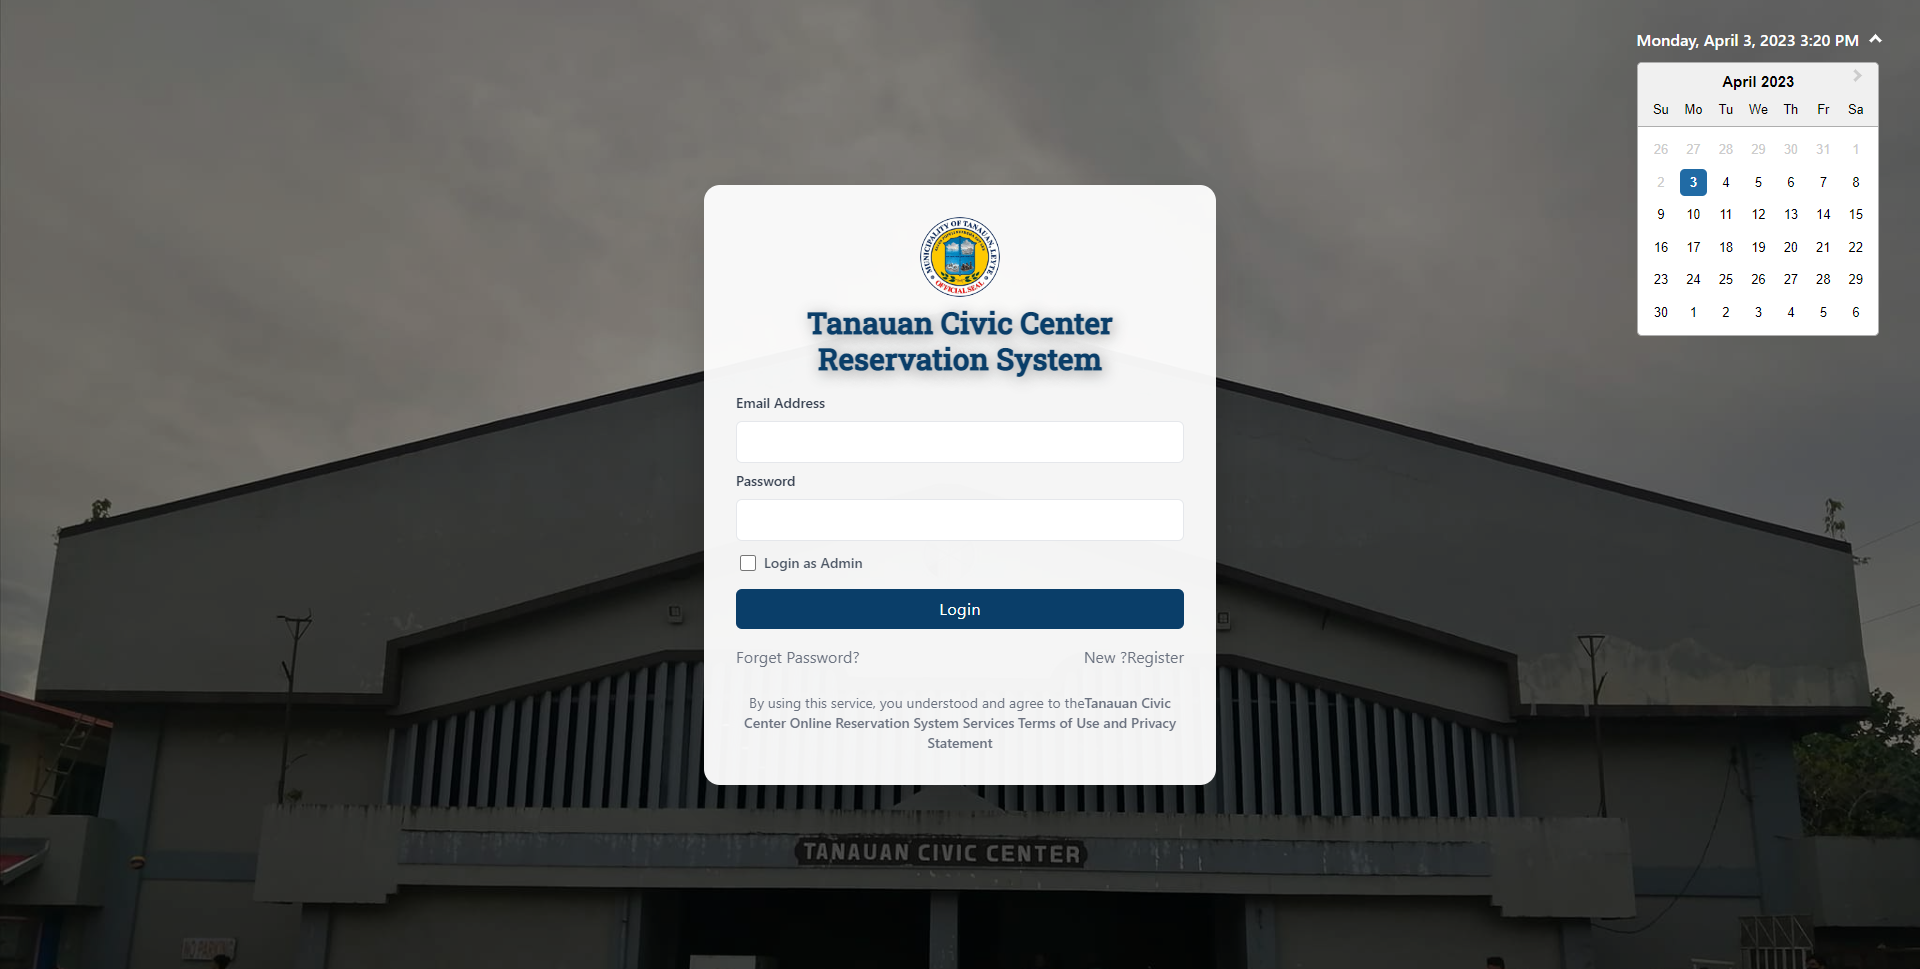 Monday, April 3, 2023 3:20 PM
April 2023
Su Mo Tu We Th Fr Sa
26 27 28 29 30 31 1
2 3 4 5 6 7 8
9 10 11 12 13 14 15
16 17 18 19 20 21 22
23 24 25 26 27 28 29
30 1 2 3 4 5 6
MUNICIPALITY OF TANAUAN, LEYTE
OFFICIAL SEAL
Tanauan Civic Center
Reservation System
Email Address
Password
Login as Admin
Login
Forget Password? New ?Register
By using this service, you understood and agree to theTanauan Civic
Center Online Reservation System Services Terms of Use and Privacy
Statement
TANAUAN CIVIC CENTER
NO PARKING